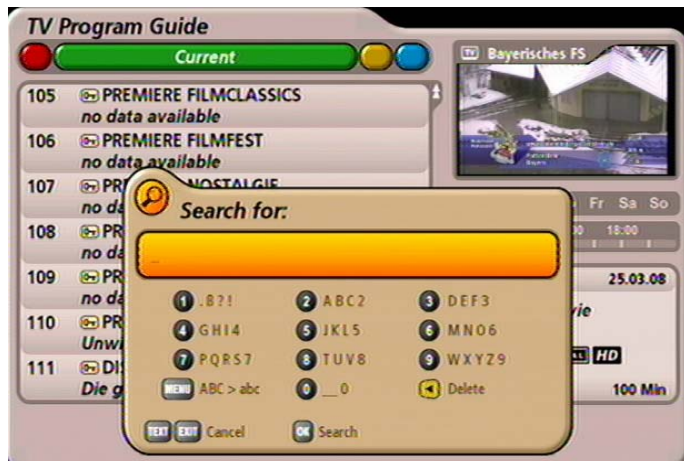 TV Program Guide
Current
TV Bayerisches FS
105 PREMIERE FILMCLASSICS
no data available
106 PREMIERE FILMFEST
no data available
107 PR NOSTALGIE
no da
Fr Sa So
108 PR
18:00
no da
109 PR
25.03.08
no da
110 PR
Unwi
HD
111 DIS
Die g
100 Min
Search for:
_
1 .?!
2 ABC2
3 DEF3
4 GHI4
5 JKL5
6 MNO6
7 PQRS7
8 TUV8
9 WXYZ9
MENU ABC > abc
0 _ 0
Delete
TEXT EXIT Cancel
OK Search